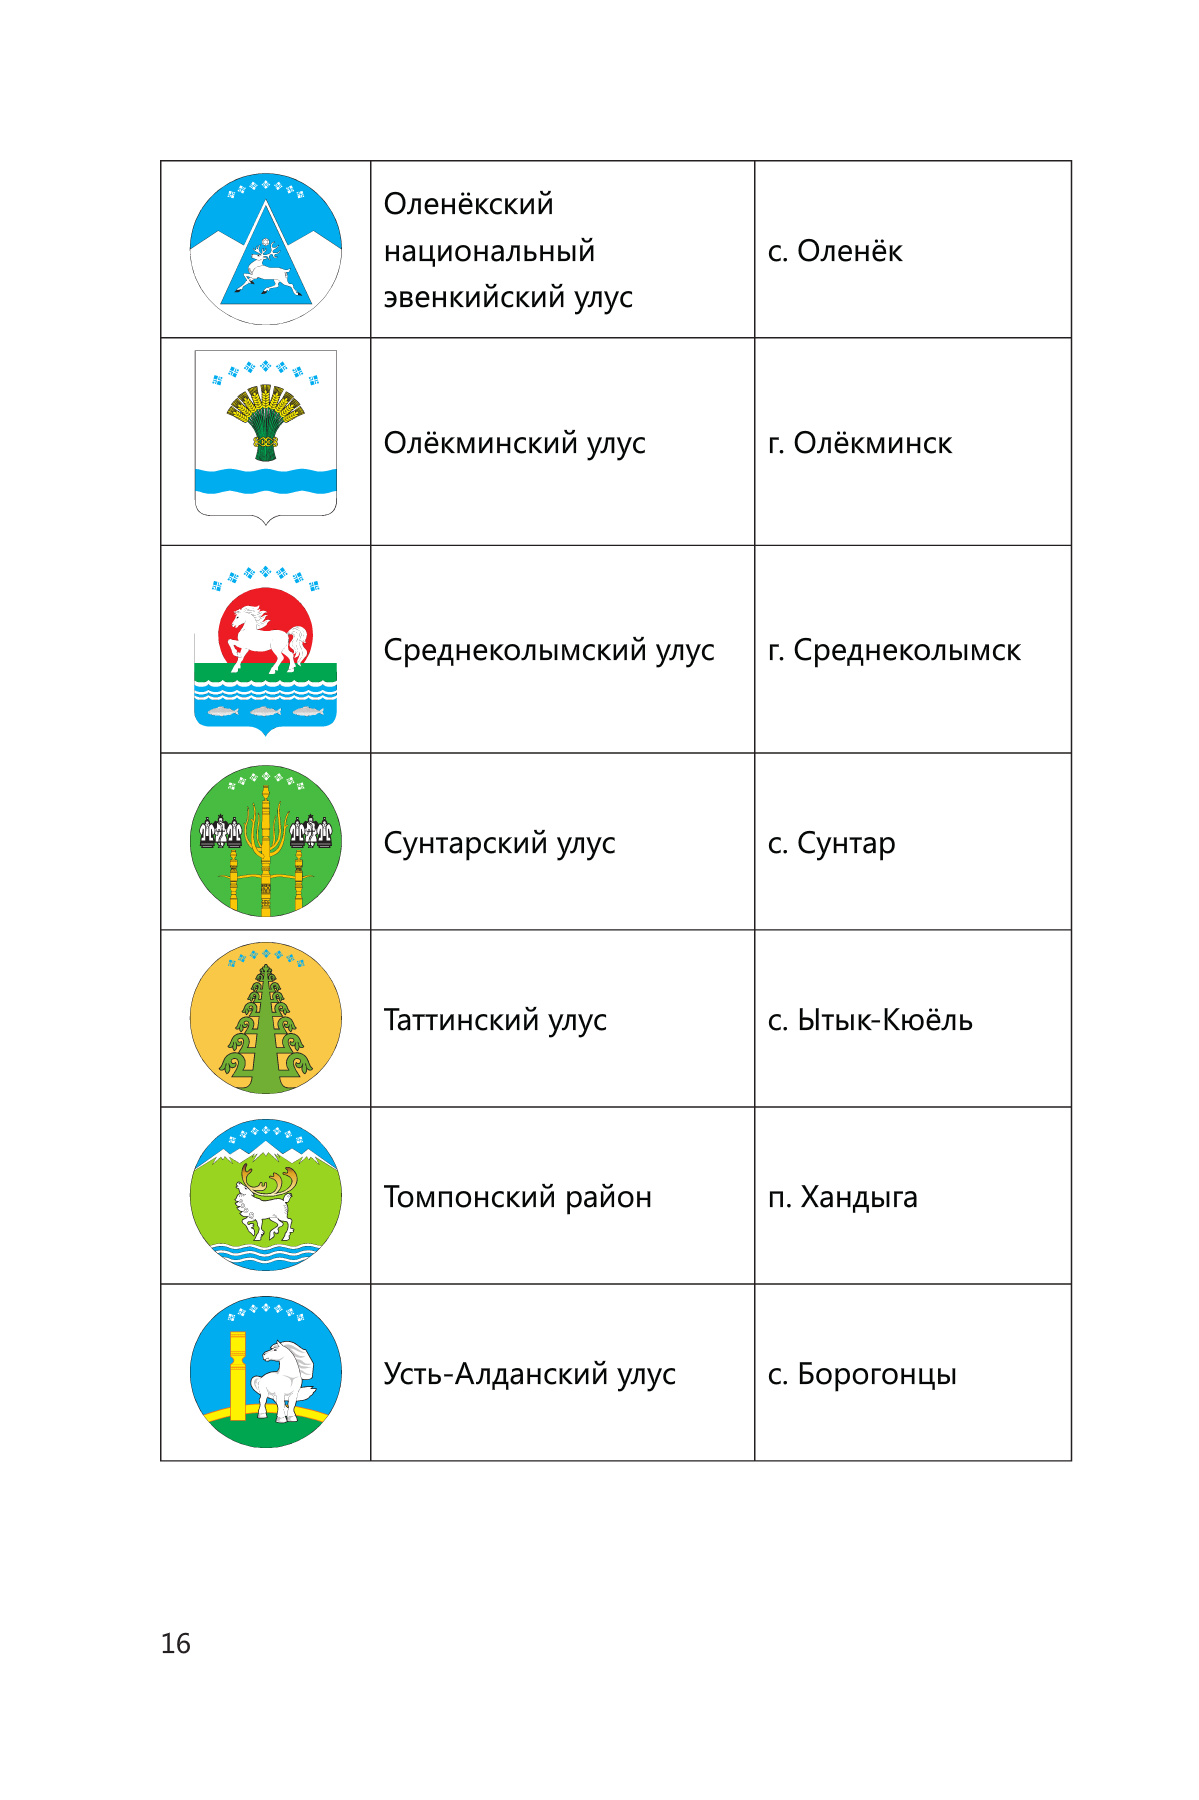 Оленёкский
национальный
эвенкийский улус
с. Оленёк
Олёкминский улус
г. Олёкминск
Среднеколымский улус
г. Среднеколымск
Сунтарский улус
с. Сунтар
Таттинский улус
с. Ытык-Кюёль
Томпонский район
п. Хандыга
Усть-Алданский улус
с. Борогонцы
16